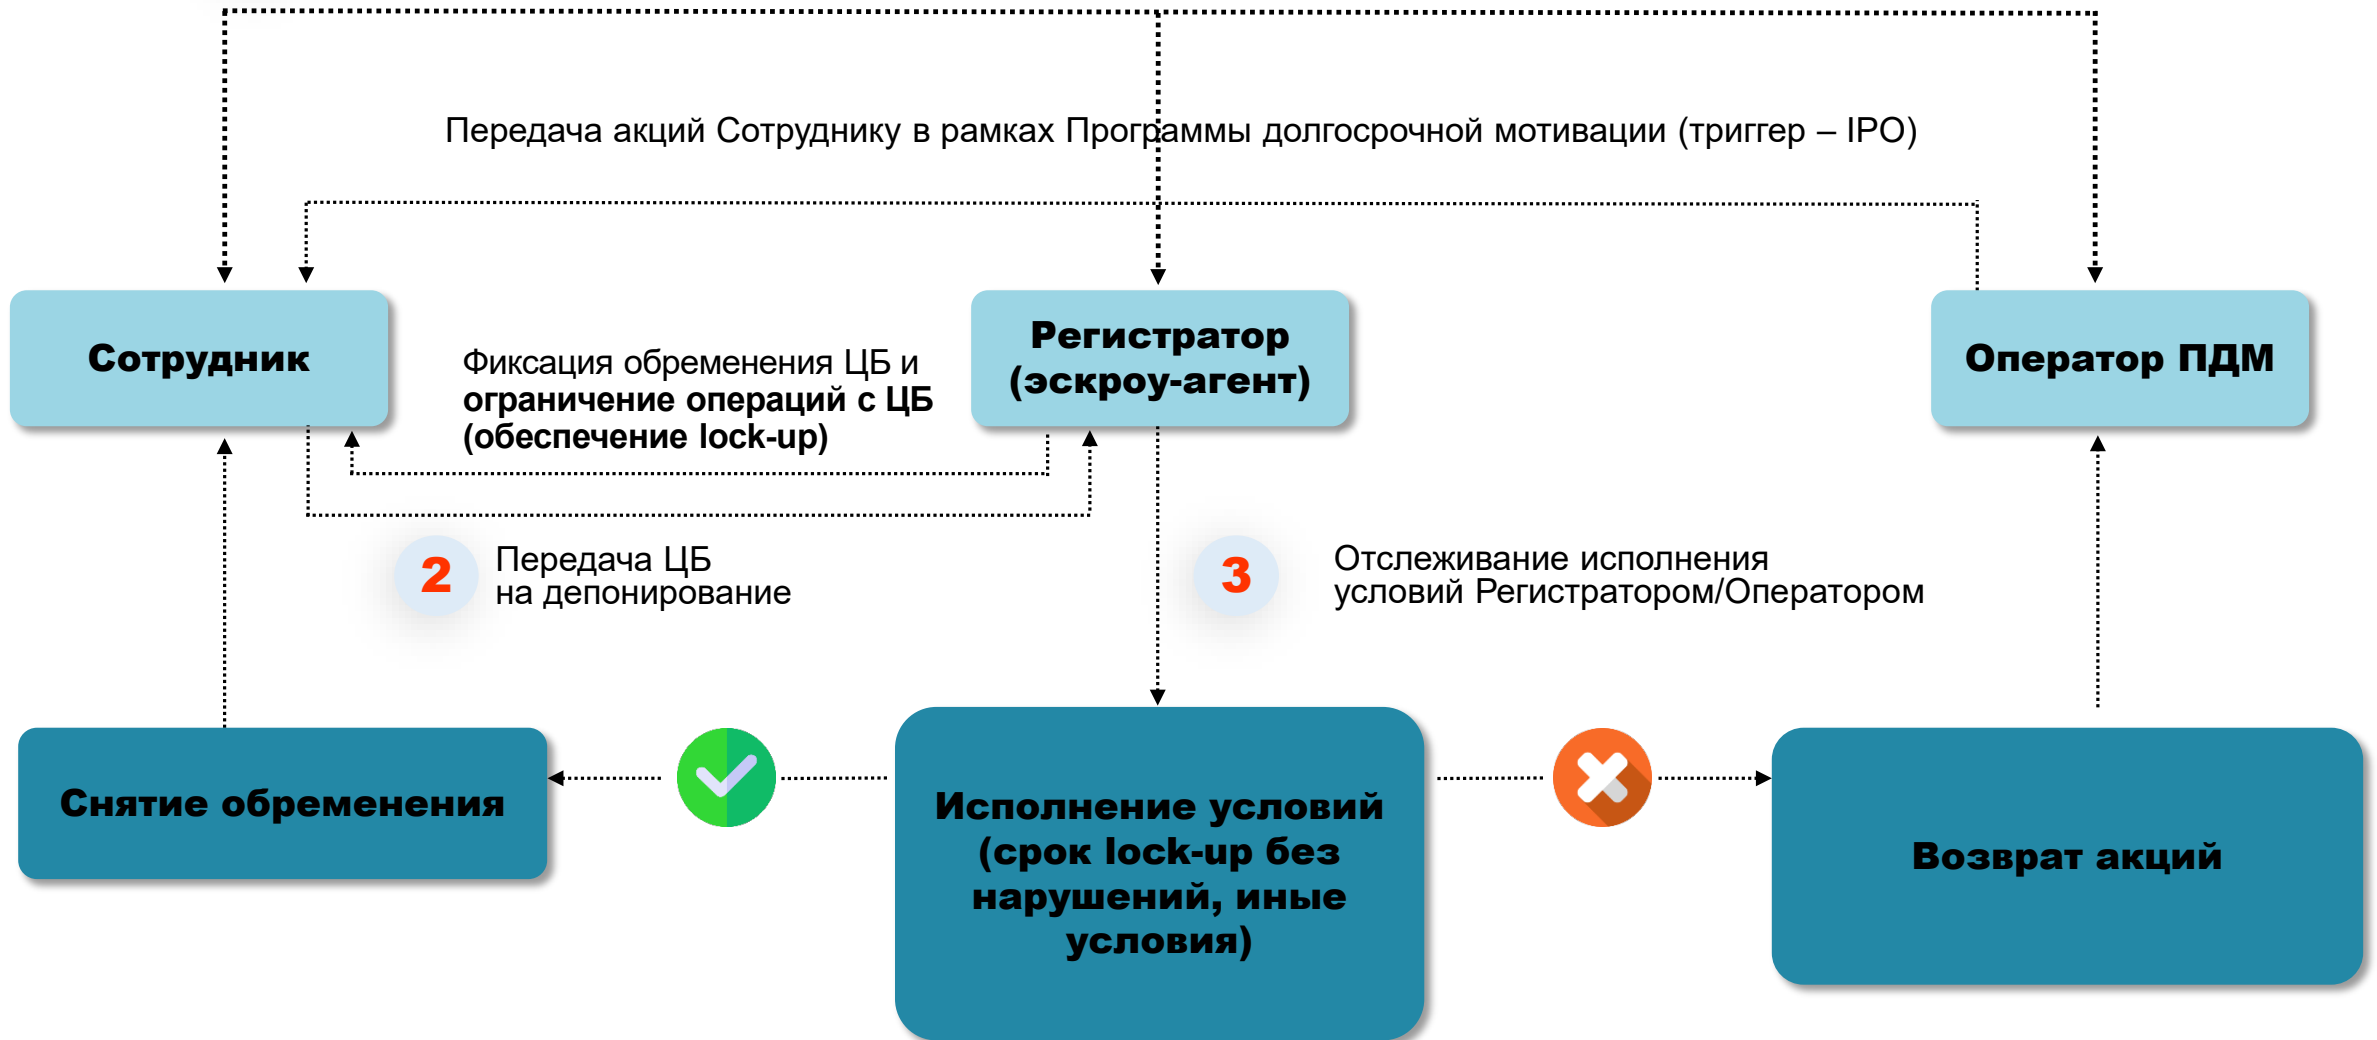 Передача акций Сотруднику в рамках Программы долгосрочной мотивации (триггер – IPO)
Сотрудник
Фиксация обременения ЦБ и
ограничение операций с ЦБ
(обеспечение lock-up)
Регистратор
(эскроу-агент)
Оператор ПДМ
2
Передача ЦБ
на депонирование
3
Отслеживание исполнения
условий Регистратором/Оператором
Снятие обременения
Исполнение условий
(срок lock-up без
нарушений, иные
условия)
Возврат акций